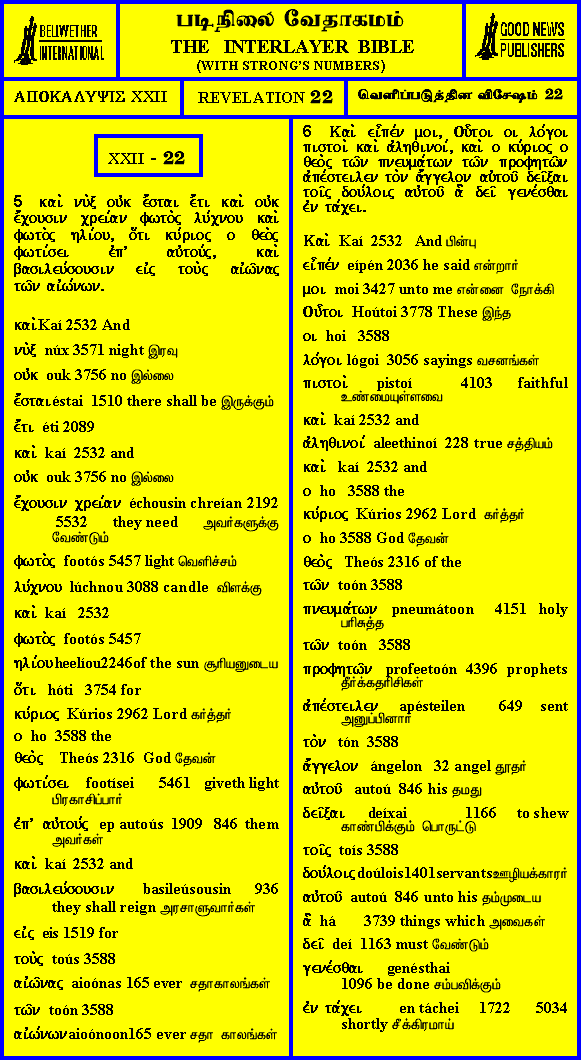 BELLWETHER
INTERNATIONAL
படிநிலை வேதாகமம்
THE INTERLAYER BIBLE
(WITH STRONG'S NUMBERS)
GOOD NEWS
PUBLISHERS
ΑΠΟΚΑΛΥΨΙΣ XXII
REVELATION 22
வெளிப்படுத்தின விசேஷம் 22
XXII - 22
5 καὶ νὺξ οὐκ ἔσται ἔτι καὶ οὐκ
ἔχουσιν χρείαν φωτὸς λύχνου καὶ
φωτὸς ηλίου, ὅτι κύριος ο θεὸς
φωτίσει ἐπ' αὐτούς, καὶ
βασιλεύσουσιν εἰς τοὺς αἰῶνας
τῶν αἰώνων.
καὶ Kaí 2532 And
νὺξ núx 3571 night இரவு
οὐκ ouk 3756 no இல்லை
ἔσται éstai 1510 there shall be இருக்கும்
ἔτι éti 2089
καὶ kaí 2532 and
οὐκ ouk 3756 no இல்லை
ἔχουσιν χρείαν échousin chreían 2192
5532 they need அவர்களுக்கு
வேண்டும்
φωτὸς footós 5457 light வெளிச்சம்
λύχνου lúchnou 3088 candle விளக்கு
καὶ kaí 2532
φωτὸς footós 5457
ηλίου heelíou2246of the sun சூரியனுடைய
ὅτι hóti 3754 for
κύριος Kúrios 2962 Lord கர்த்தர்
ο ho 3588 the
θεὸς Theós 2316 God தேவன்
φωτίσει footísei 5461 giveth light
பிரகாசிப்பார்
ἐπ' αὐτούς ep autoús 1909 846 them
அவர்கள்
καὶ kaí 2532 and
βασιλεύσουσιν basileúsousin 936
they shall reign அரசாளுவார்கள்
εἰς eis 1519 for
τοὺς toús 3588
αἰῶνας aioónas 165 ever சதாகாலங்கள்
τῶν toón 3588
αἰώνων aioónoon165 ever சதா காலங்கள்
6 Καὶ εἶπέν μοι, Οὗτοι οι λόγοι
πιστοὶ καὶ ἀληθινοί, καὶ ο κύριος ο
θεὸς τῶν πνευμάτων τῶν προφητῶν
ἀπέστειλεν τὸν ἄγγελον αὐτοῦ δεῖξαι
τοῖς δούλοις αὐτοῦ ἃ δεῖ γενέσθαι
ἐν τάχει.
Καὶ Kaí 2532 And பின்பு
εἶπέν eípén 2036 he said என்றார்
μοι moi 3427 unto me என்னை நோக்கி
Οὗτοι Hoútoi 3778 These இந்த
οι hoi 3588
λόγοι lógoi 3056 sayings வசனங்கள்
πιστοὶ pistoí 4103 faithful
உண்மையுள்ளவை
καὶ kaí 2532 and
ἀληθινοί aleethinoí 228 true சத்தியம்
καὶ kaí 2532 and
ο ho 3588 the
κύριος Kúrios 2962 Lord கர்த்தர்
ο ho 3588 God தேவன்
θεὸς Theós 2316 of the
τῶν toón 3588
πνευμάτων pneumátoon 4151 holy
பரிசுத்த
τῶν toón 3588
προφητῶν profeetoón 4396 prophets
தீர்க்கதரிசிகள்
ἀπέστειλεν apésteilen 649 sent
அனுப்பினார்
τὸν tón 3588
ἄγγελον ángelon 32 angel தூதர்
αὐτοῦ autoú 846 his தமது
δεῖξαι deíxai 1166 to shew
காண்பிக்கும் பொருட்டு
τοῖς toís 3588
δούλοις doúlois1401servantsஊழியக்காரர்
αὐτοῦ autoú 846 unto his தம்முடைய
ἃ há 3739 things which அவைகள்
δεῖ deí 1163 must வேண்டும்
γενέσθαι genésthai
1096 be done சம்பவிக்கும்
ἐν τάχει en táchei 1722 5034
shortly சீக்கிரமாய்